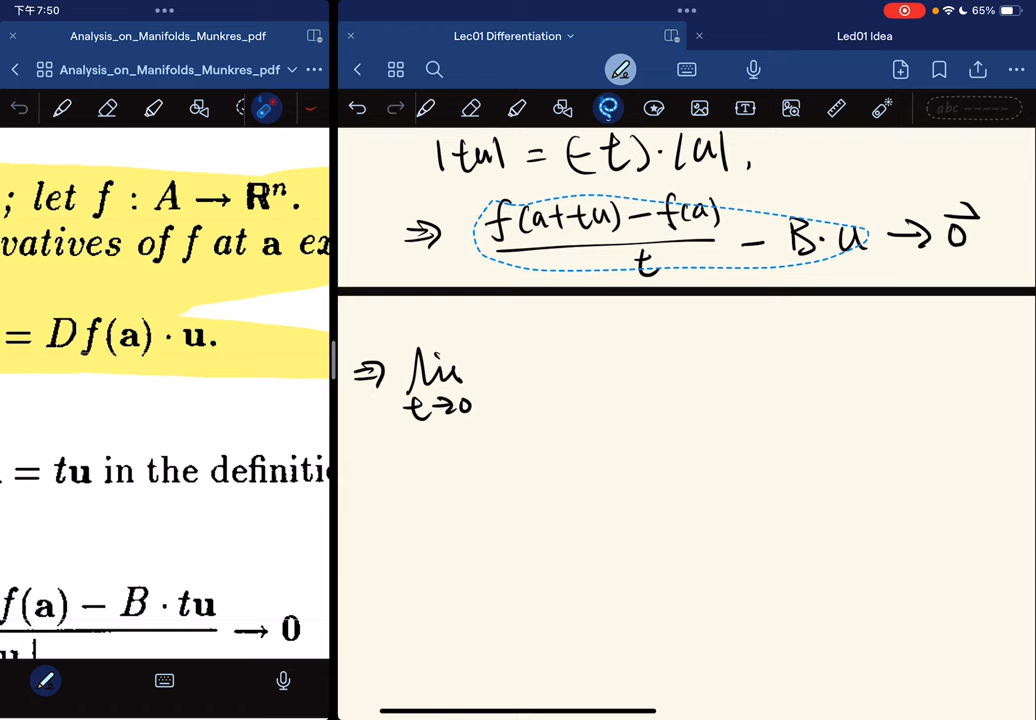 下午7:50
65%
Analysis_on_Manifolds_Munkres_pdf
Lec01 Differentiation
Led01 Idea
Analysis_on_Manifolds_Munkres_pdf
abc
; let f : A → Rⁿ.
vatives of f at a ex
= Df(a) · u.
= tu in the definiti
f(a) − B · tu
→ 0
|tu| = (-t)·|u|,
⇒ f(a+tu) − f(a)
t
− B·u → 0⃗
⇒ lim
t→0